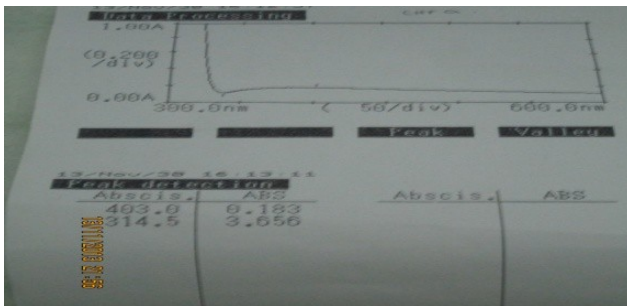 Data Processing
1.00A
(0.200
/div)
0.00A
300.0nm ( 50/div) 600.0nm
Peak Valley
13/Nov/30 16:13:11
Peak detection
Abscis. ABS Abscis. ABS
403.0 0.183
314.5 3.656